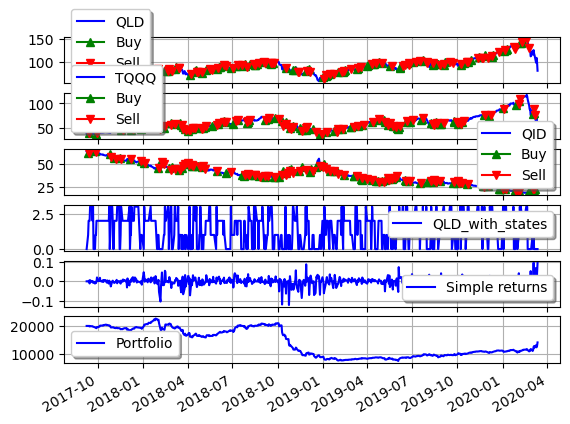 QLD
Buy
Sell
150
100
TQQQ
Buy
Sell
100
50
QID
Buy
Sell
50
25
QLD_with_states
2.5
0.0
Simple returns
0.1
0.0
−0.1
Portfolio
20000
10000
2017-10 2018-01 2018-04 2018-07 2018-10 2019-01 2019-04 2019-07 2019-10 2020-01 2020-04